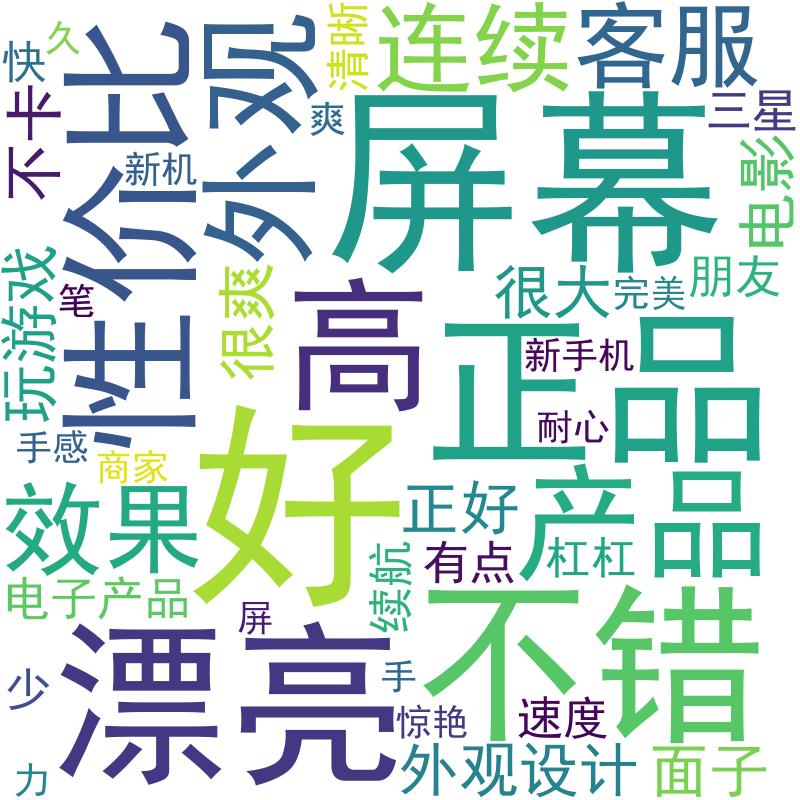 久
快
性价比
外观
清晰
连续
客服
不卡
新机
爽
屏幕
三星
电影
玩游戏
笔
很爽
高
很大
完美
朋友
正品
新手机
耐心
手感
商家
好
效果
正好
产品
有点
杠杠
电子产品
续航
屏
不错
漂亮
少
手
惊艳
速度
力
外观设计
面子